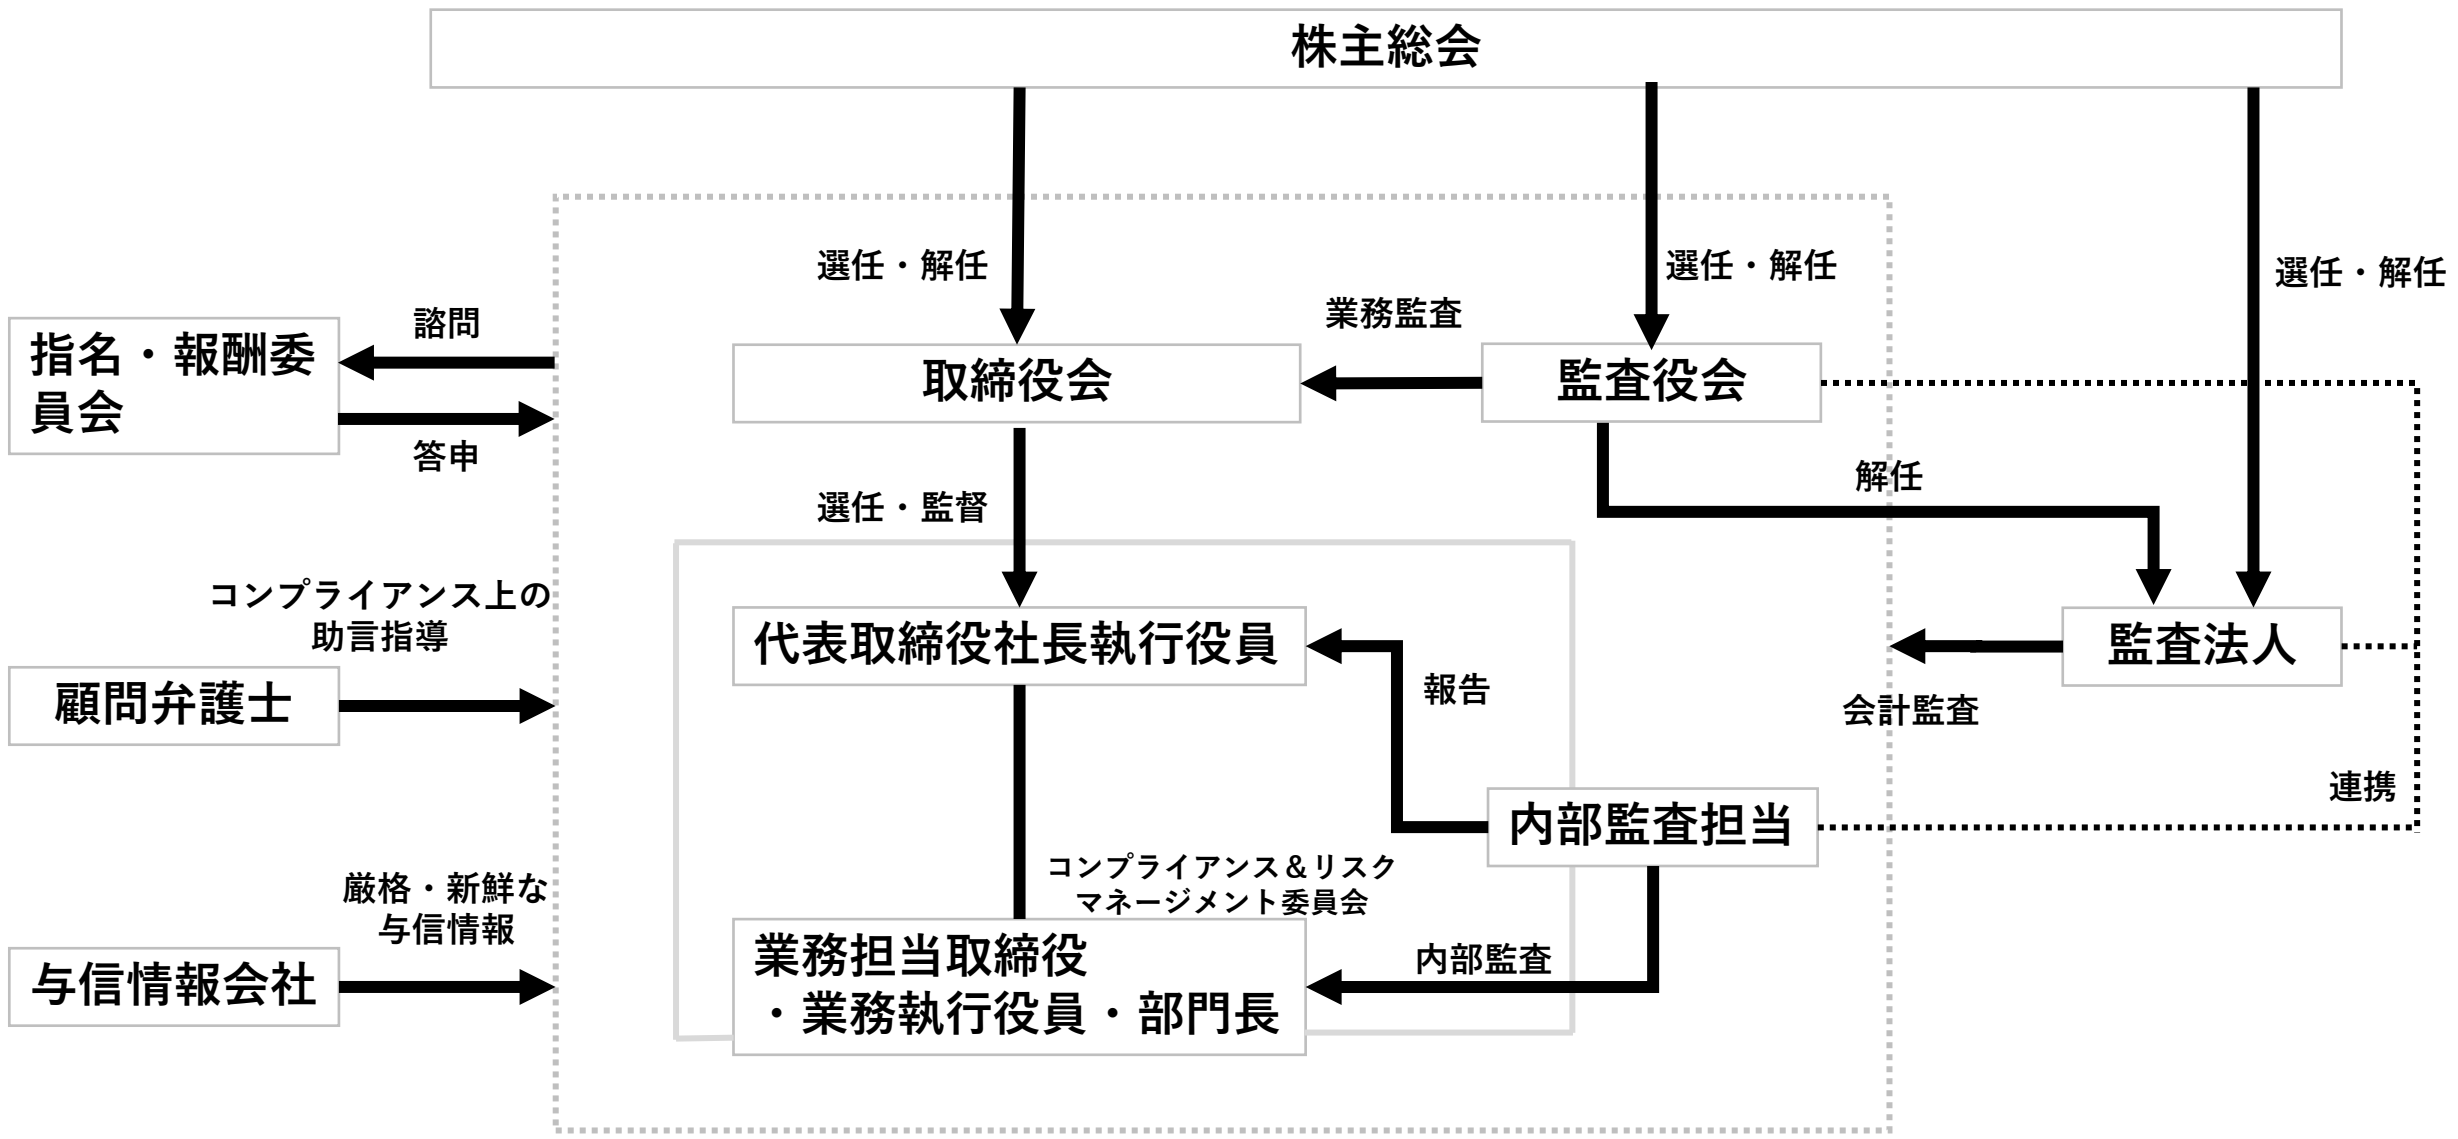 株主総会
選任・解任
選任・解任
選任・解任
業務監査
諮問
指名・報酬委
員会
答申
取締役会
監査役会
選任・監督
解任
コンプライアンス上の
助言指導
顧問弁護士
代表取締役社長執行役員
報告
監査法人
会計監査
連携
内部監査担当
厳格・新鮮な
与信情報
与信情報会社
コンプライアンス＆リスク
マネージメント委員会
業務担当取締役
・業務執行役員・部門長
内部監査